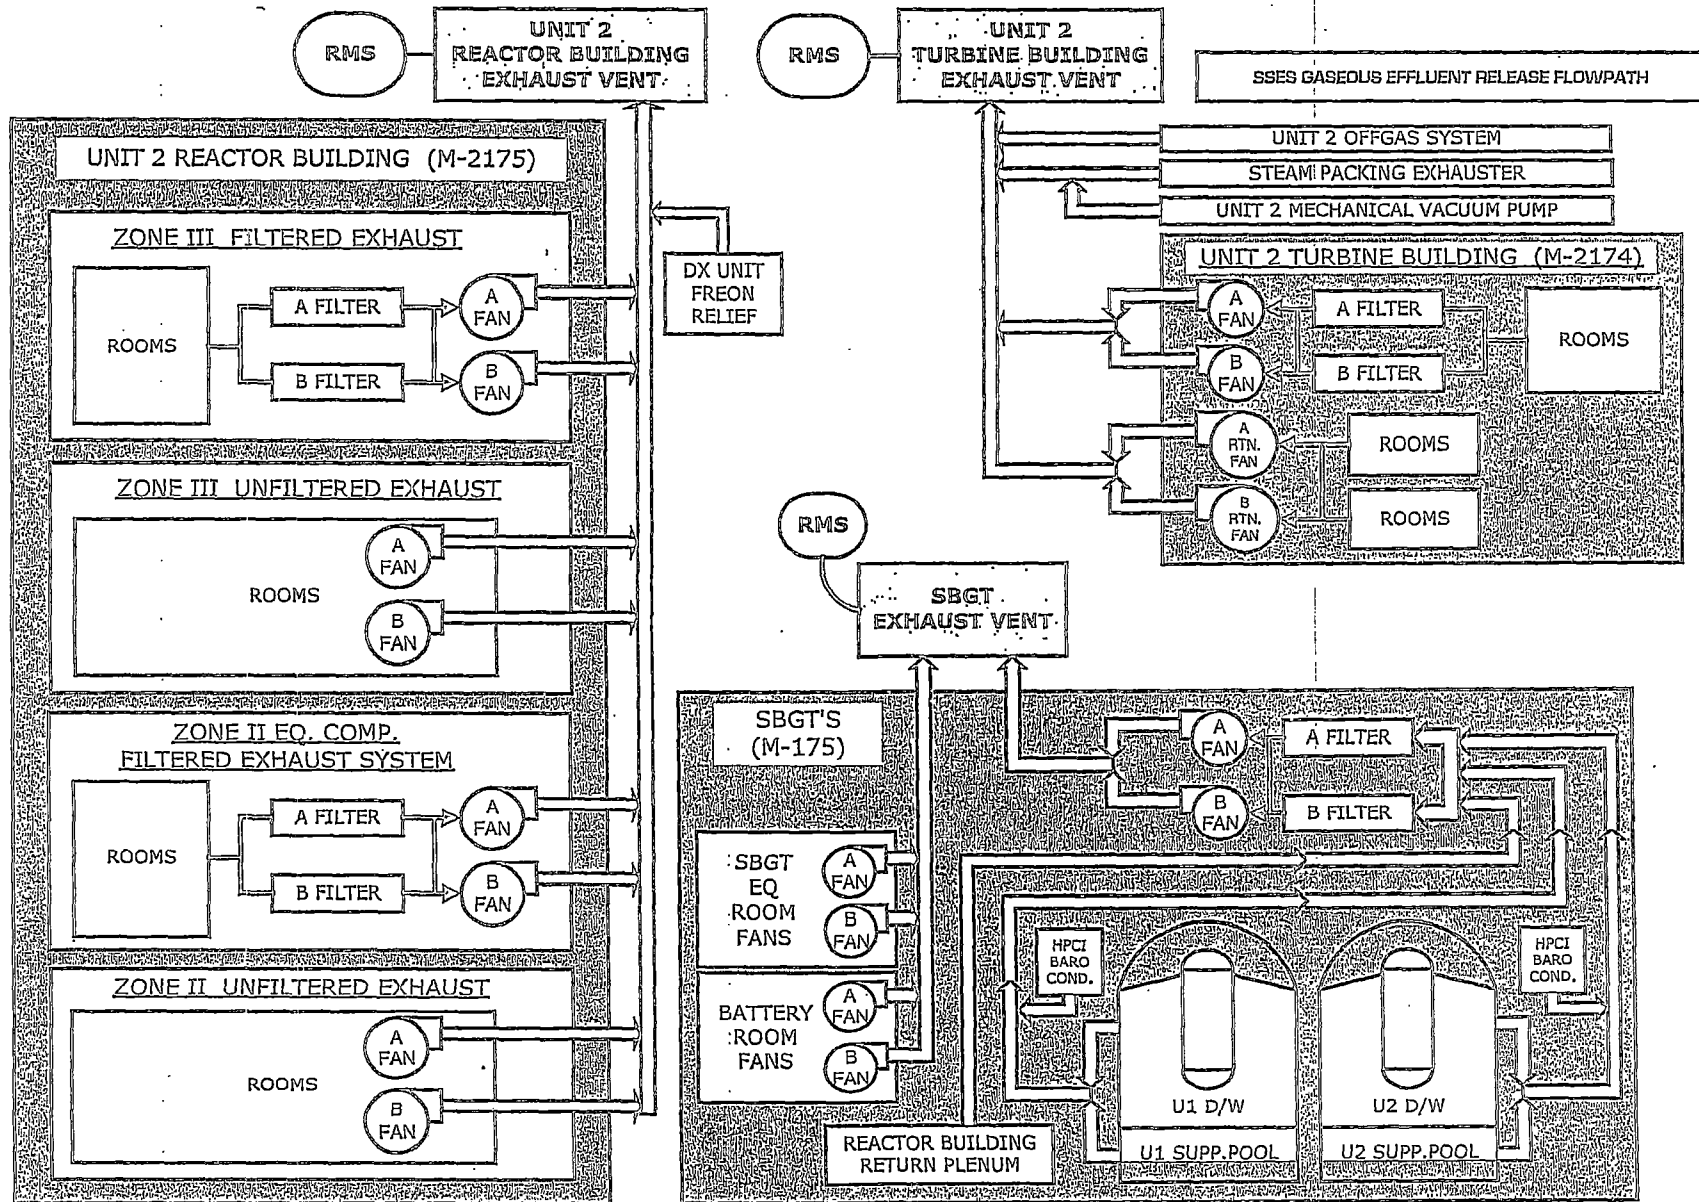 RMS
UNIT 2
REACTOR BUILDING
EXHAUST VENT
RMS
UNIT 2
TURBINE BUILDING
EXHAUST VENT
SSES GASEOUS EFFLUENT RELEASE FLOWPATH
UNIT 2 REACTOR BUILDING (M-2175)
ZONE III FILTERED EXHAUST
ROOMS
A FILTER
B FILTER
A
FAN
B
FAN
DX UNIT
FREON
RELIEF
ZONE III UNFILTERED EXHAUST
ROOMS
A
FAN
B
FAN
ZONE II EQ. COMP.
FILTERED EXHAUST SYSTEM
ROOMS
A FILTER
B FILTER
A
FAN
B
FAN
ZONE II UNFILTERED EXHAUST
ROOMS
A
FAN
B
FAN
UNIT 2 OFFGAS SYSTEM
STEAM PACKING EXHAUSTER
UNIT 2 MECHANICAL VACUUM PUMP
UNIT 2 TURBINE BUILDING (M-2174)
A
FAN
B
FAN
A FILTER
B FILTER
ROOMS
A
RTN.
FAN
B
RTN.
FAN
ROOMS
ROOMS
RMS
SBGT
EXHAUST VENT
SBGT'S
(M-175)
A
FAN
B
FAN
A FILTER
B FILTER
SBGT
EQ
ROOM
FANS
A
FAN
B
FAN
BATTERY
ROOM
FANS
A
FAN
B
FAN
REACTOR BUILDING
RETURN PLENUM
HPCI
BARO
COND.
U1 D/W
U1 SUPP.POOL
U2 D/W
U2 SUPP.POOL
HPCI
BARO
COND.